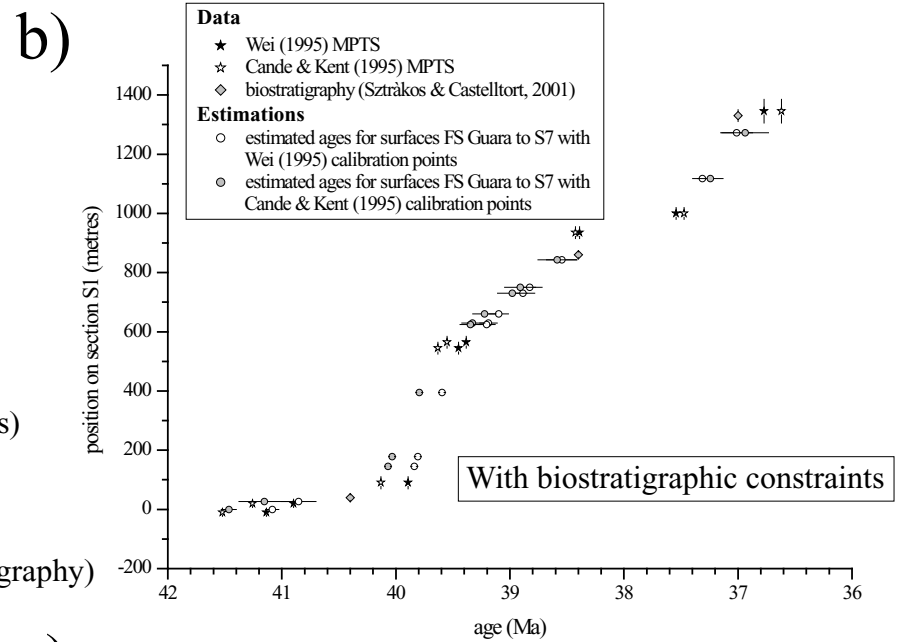 b)
Data
Wei (1995) MPTS
Cande & Kent (1995) MPTS
biostratigraphy (Sztràkos & Castelltort, 2001)
Estimations
estimated ages for surfaces FS Guara to S7 with
Wei (1995) calibration points
estimated ages for surfaces FS Guara to S7 with
Cande & Kent (1995) calibration points
position on section S1 (metres)
1400
1200
1000
800
600
400
200
0
-200
s)
graphy)
With biostratigraphic constraints
42 41 40 39 38 37 36
age (Ma)